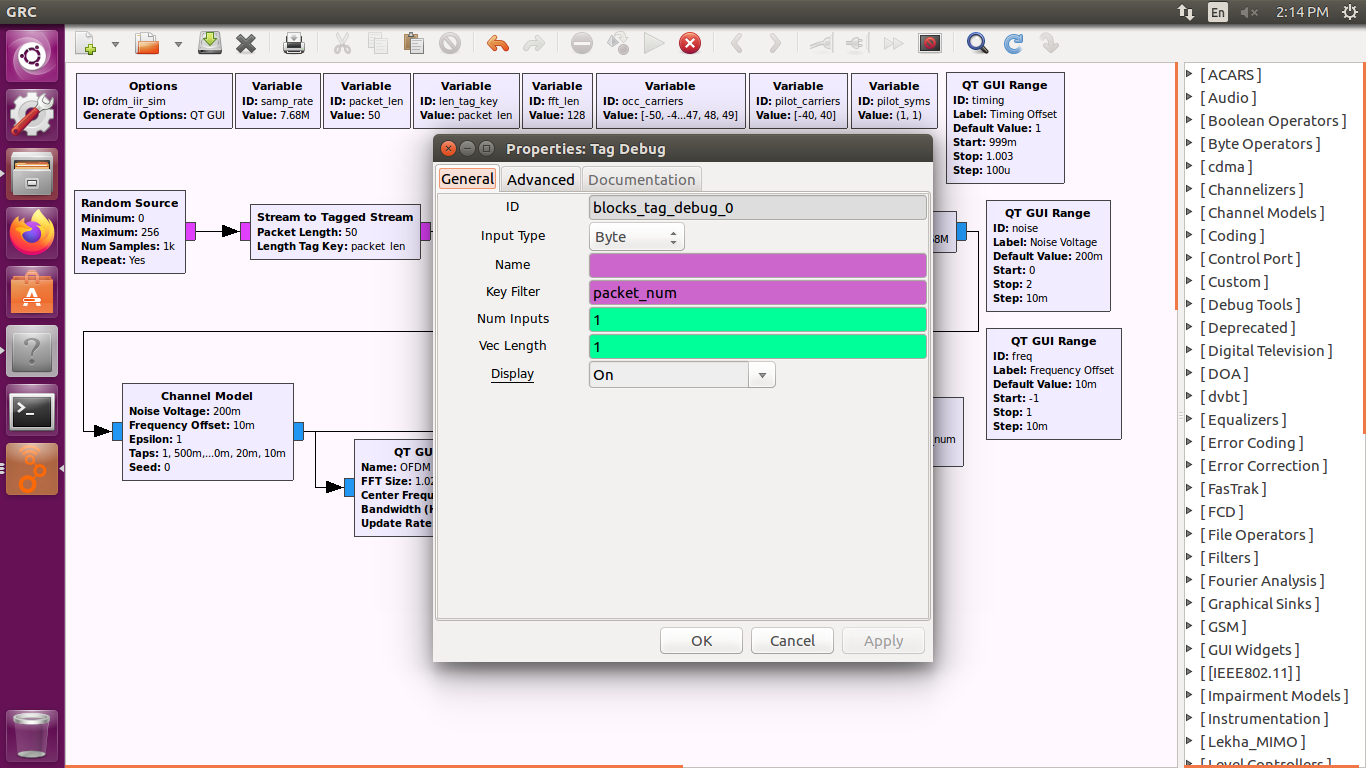 GRC
En
2:14 PM
Options
ID: ofdm_iir_sim
Generate Options: QT GUI
Variable
ID: samp_rate
Value: 7.68M
Variable
ID: packet_len
Value: 50
Variable
ID: len_tag_key
Value: packet_len
Variable
ID: fft_len
Value: 128
Variable
ID: occ_carriers
Value: [-50, -4...47, 48, 49]
Variable
ID: pilot_carriers
Value: [-40, 40]
Variable
ID: pilot_syms
Value: (1, 1)
QT GUI Range
ID: timing
Label: Timing Offset
Default Value: 1
Start: 999m
Stop: 1.003
Step: 100u
Random Source
Minimum: 0
Maximum: 256
Num Samples: 1k
Repeat: Yes
Stream to Tagged Stream
Packet Length: 50
Length Tag Key: packet_len
QT GUI Range
ID: noise
Label: Noise Voltage
Default Value: 200m
Start: 0
Stop: 2
Step: 10m
QT GUI Range
ID: freq
Label: Frequency Offset
Default Value: 10m
Start: -1
Stop: 1
Step: 10m
Channel Model
Noise Voltage: 200m
Frequency Offset: 10m
Epsilon: 1
Taps: 1, 500m,...0m, 20m, 10m
Seed: 0
QT GU
Name: OFDM
FFT Size: 1.02
Center Frequ
Bandwidth (H
Update Rate
8M
_num
Properties: Tag Debug
General
Advanced
Documentation
ID
blocks_tag_debug_0
Input Type
Byte
Name
Key Filter
packet_num
Num Inputs
1
Vec Length
1
Display
On
OK
Cancel
Apply
[ ACARS ]
[ Audio ]
[ Boolean Operators ]
[ Byte Operators ]
[ cdma ]
[ Channelizers ]
[ Channel Models ]
[ Coding ]
[ Control Port ]
[ Custom ]
[ Debug Tools ]
[ Deprecated ]
[ Digital Television ]
[ DOA ]
[ dvbt ]
[ Equalizers ]
[ Error Coding ]
[ Error Correction ]
[ FasTrak ]
[ FCD ]
[ File Operators ]
[ Filters ]
[ Fourier Analysis ]
[ Graphical Sinks ]
[ GSM ]
[ GUI Widgets ]
[ [IEEE802.11] ]
[ Impairment Models ]
[ Instrumentation ]
[ Lekha_MIMO ]
[ Level Controllers ]